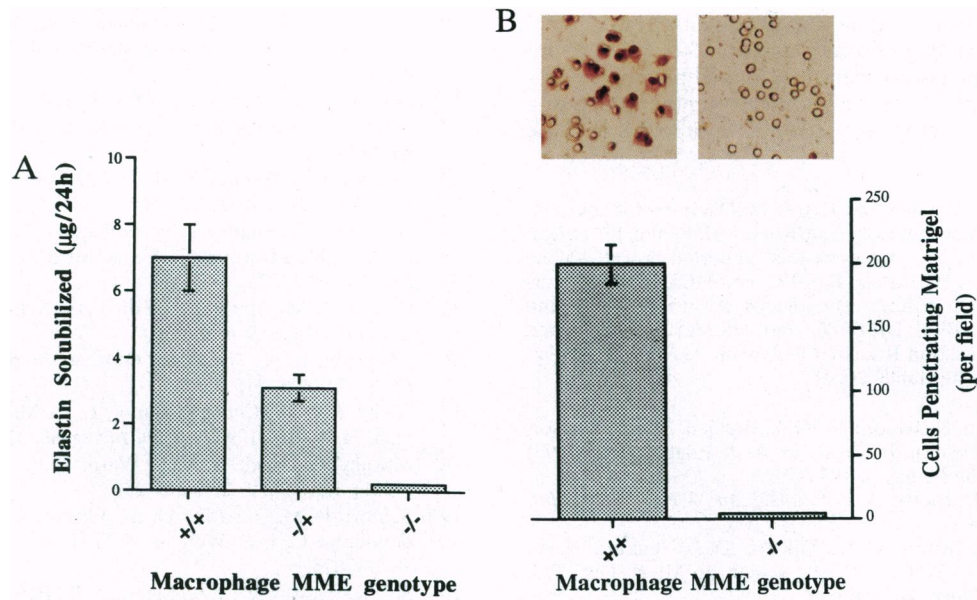 A
Elastin Solubilized (µg/24h)
10
8
6
4
2
0
+/+
-/+
-/-
Macrophage MME genotype
B
250
200
150
100
50
0
Cells Penetrating Matrigel
(per field)
+/+
-/-
Macrophage MME genotype